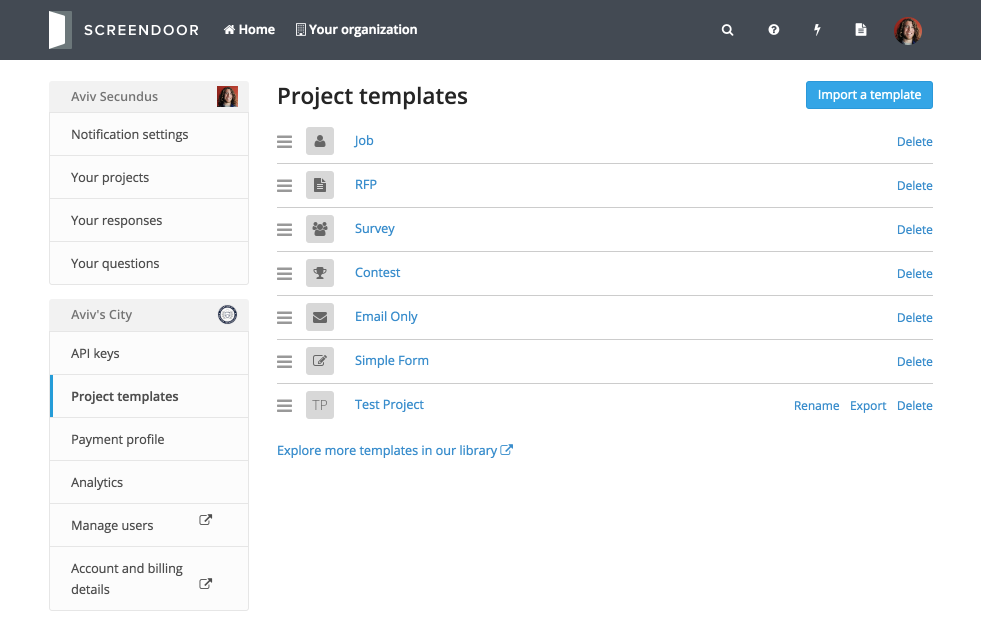 SCREENDOOR Home Your organization
Aviv Secundus
Notification settings
Your projects
Your responses
Your questions
Aviv's City
API keys
Project templates
Payment profile
Analytics
Manage users
Account and billing
details
Project templates
Import a template
Job Delete
RFP Delete
Survey Delete
Contest Delete
Email Only Delete
Simple Form Delete
TP Test Project Rename Export Delete
Explore more templates in our library